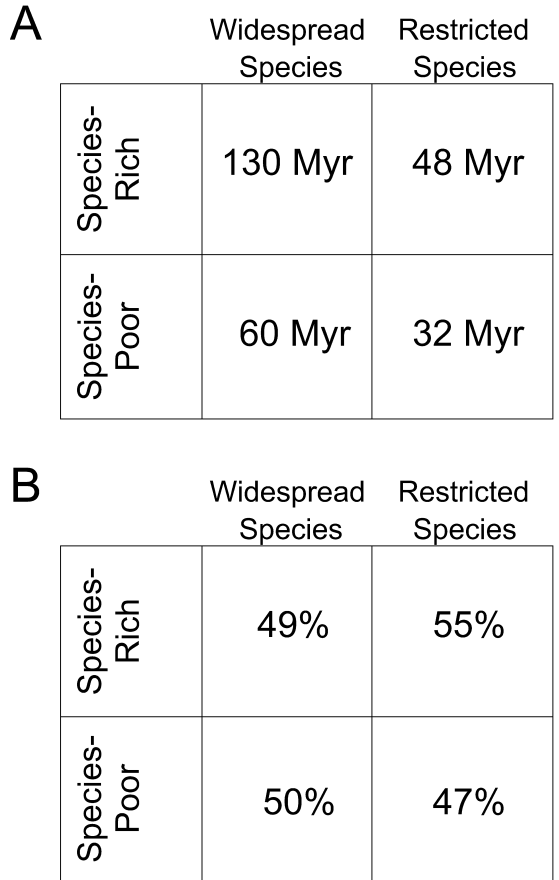 A
Widespread Species
Restricted Species
Species-Rich
130 Myr
48 Myr
Species-Poor
60 Myr
32 Myr
B
Widespread Species
Restricted Species
Species-Rich
49%
55%
Species-Poor
50%
47%